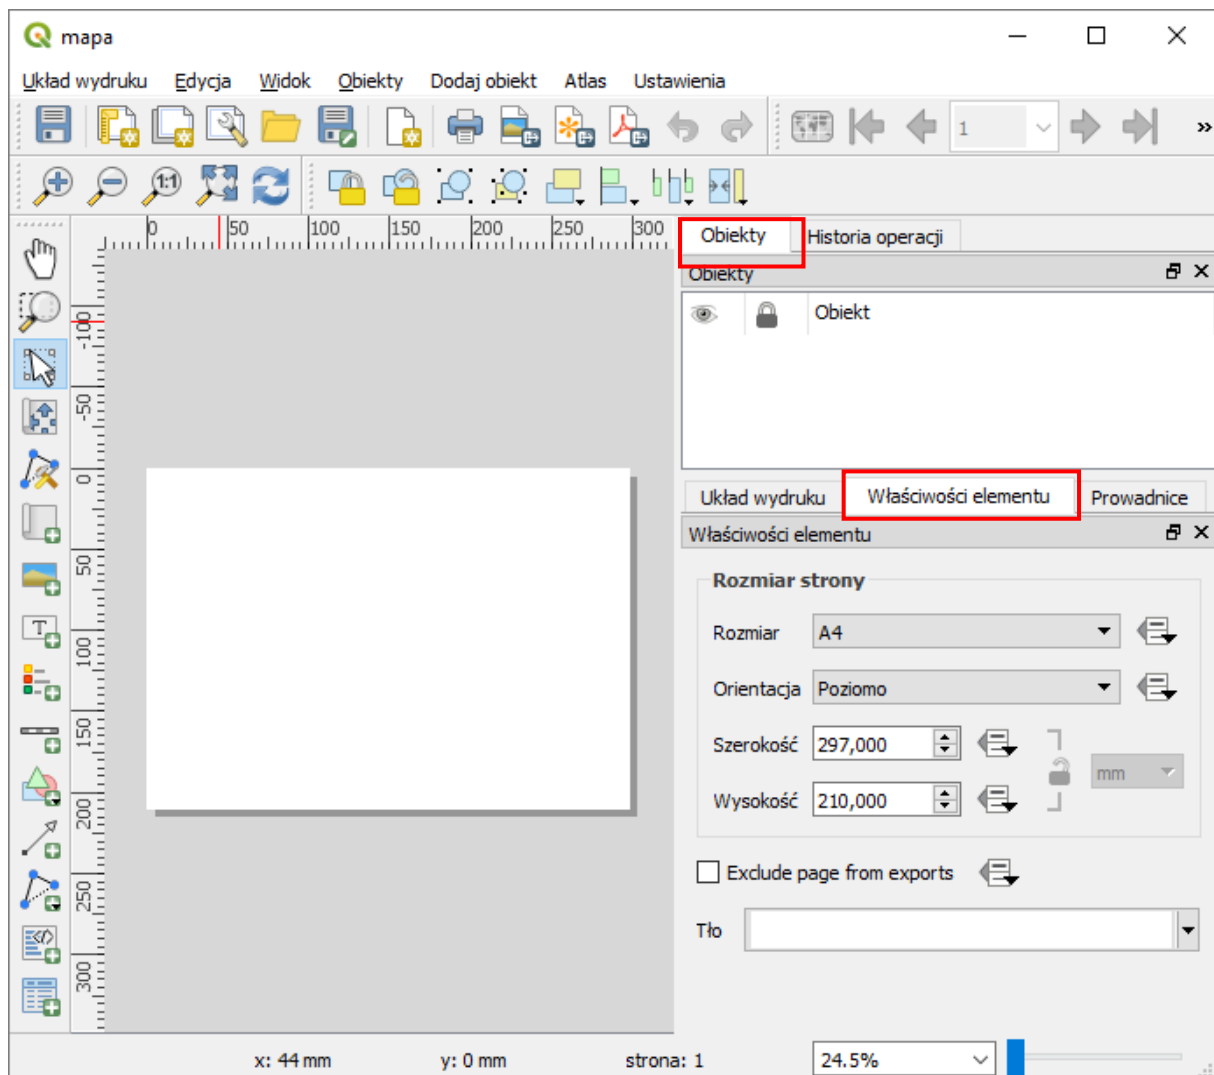 mapa
Układ wydruku Edycja Widok Obiekty Dodaj obiekt Atlas Ustawienia
1 »
1:1
0 50 100 150 200 250 300
Obiekty Historia operacji
Obiekty
Obiekt
-100
-50
0
50
100
150
200
250
300
Układ wydruku Właściwości elementu Prowadnice
Właściwości elementu
Rozmiar strony
Rozmiar A4
Orientacja Poziomo
Szerokość 297,000
mm
Wysokość 210,000
Exclude page from exports
Tło
T
x: 44 mm y: 0 mm strona: 1 24.5%